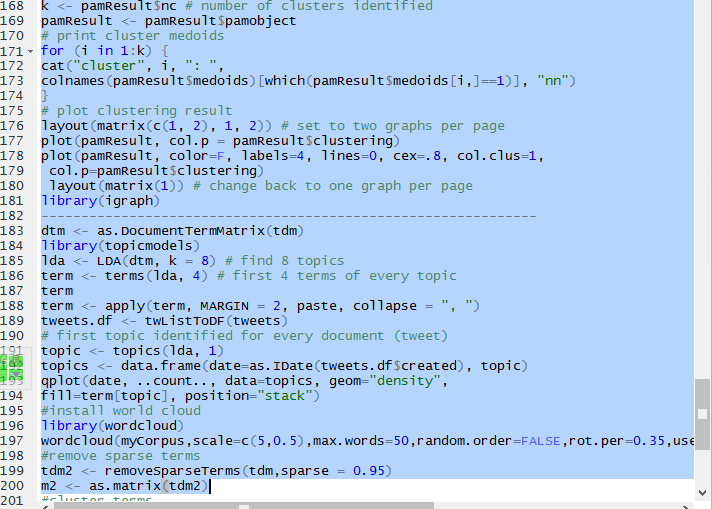 168 k <- pamResult$nc # number of clusters identified
169 pamResult <- pamResult$pamobject
170 # print cluster medoids
171 for (i in 1:k) {
172 cat("cluster", i, ": ",
173 colnames(pamResult$medoids)[which(pamResult$medoids[i,]==1)], "nn")
174 }
175 # plot clustering result
176 layout(matrix(c(1, 2), 1, 2)) # set to two graphs per page
177 plot(pamResult, col.p = pamResult$clustering)
178 plot(pamResult, color=F, labels=4, lines=0, cex=.8, col.clus=1,
179 col.p=pamResult$clustering)
180 layout(matrix(1)) # change back to one graph per page
181 library(igraph)
182 ------------------------------------------------------------
183 dtm <- as.DocumentTermMatrix(tdm)
184 library(topicmodels)
185 lda <- LDA(dtm, k = 8) # find 8 topics
186 term <- terms(lda, 4) # first 4 terms of every topic
187 term
188 term <- apply(term, MARGIN = 2, paste, collapse = ", ")
189 tweets.df <- twListToDF(tweets)
190 # first topic identified for every document (tweet)
191 topic <- topics(lda, 1)
192 topics <- data.frame(date=as.IDate(tweets.df$created), topic)
193 qplot(date, ..count.., data=topics, geom="density",
194 fill=term[topic], position="stack")
195 #install world cloud
196 library(wordcloud)
197 wordcloud(myCorpus,scale=c(5,0.5),max.words=50,random.order=FALSE,rot.per=0.35,use
198 #remove sparse terms
199 tdm2 <- removeSparseTerms(tdm,sparse = 0.95)
200 m2 <- as.matrix(tdm2)
201 #cluster terms